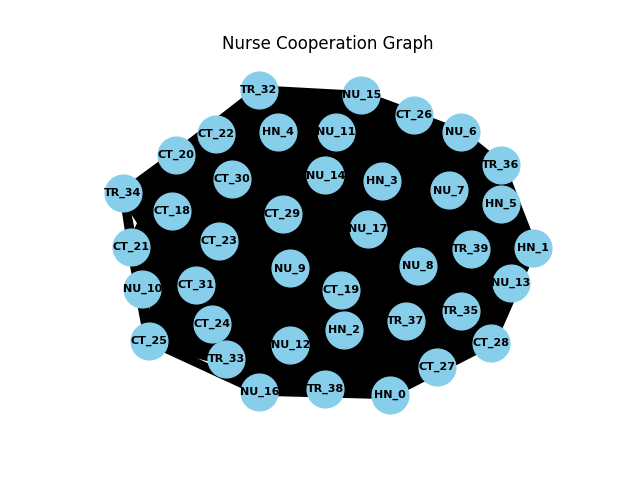 Nurse Cooperation Graph
TR_32
NU_15
CT_26
CT_22
HN_4
NU_11
NU_6
CT_20
TR_36
NU_14
CT_30
HN_3
NU_7
TR_34
HN_5
CT_18
CT_29
NU_17
CT_23
CT_21
TR_39
HN_1
NU_9
NU_8
NU_13
CT_31
NU_10
CT_19
TR_35
TR_37
CT_24
HN_2
CT_25
NU_12
CT_28
TR_33
CT_27
TR_38
NU_16
HN_0